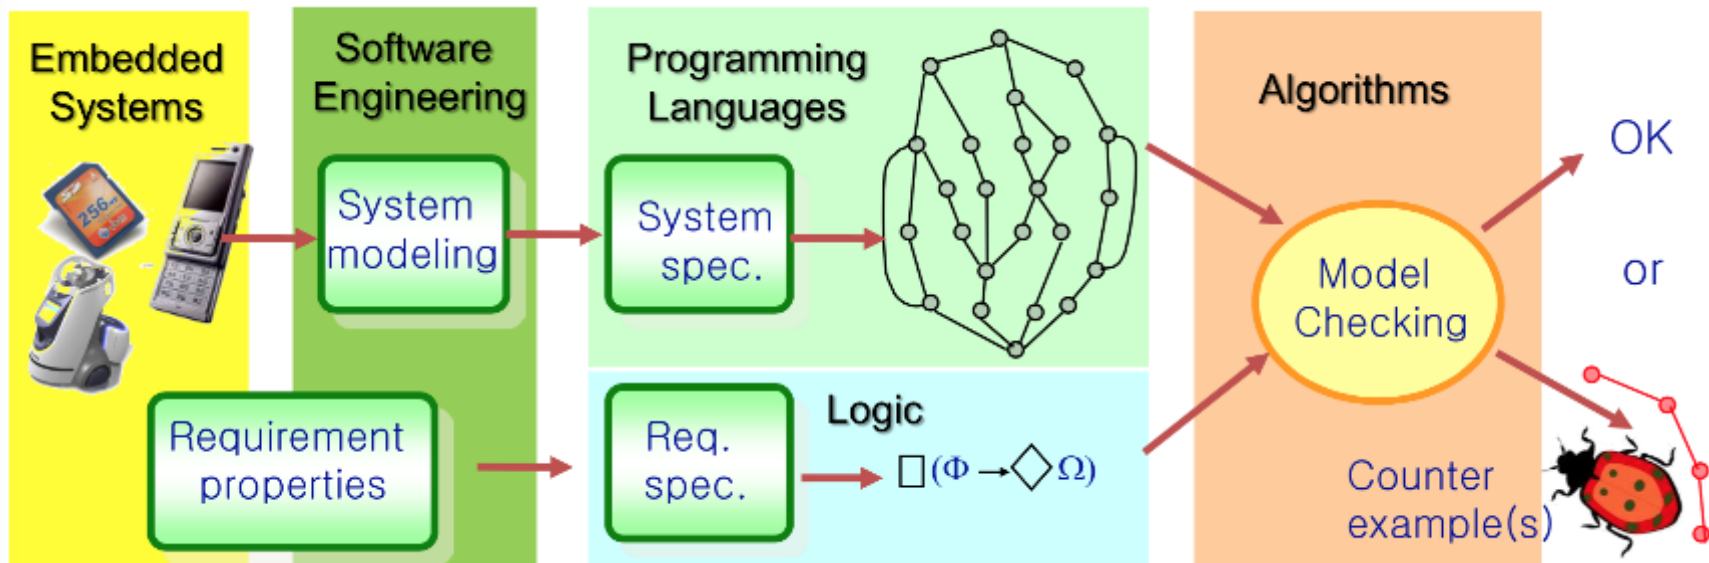 Embedded
Systems
Software
Engineering
Programming
Languages
Algorithms
256
System
modeling
System
spec.
OK
or
Model
Checking
Requirement
properties
Req.
spec.
Logic
□(Φ→◇Ω)
Counter
example(s)